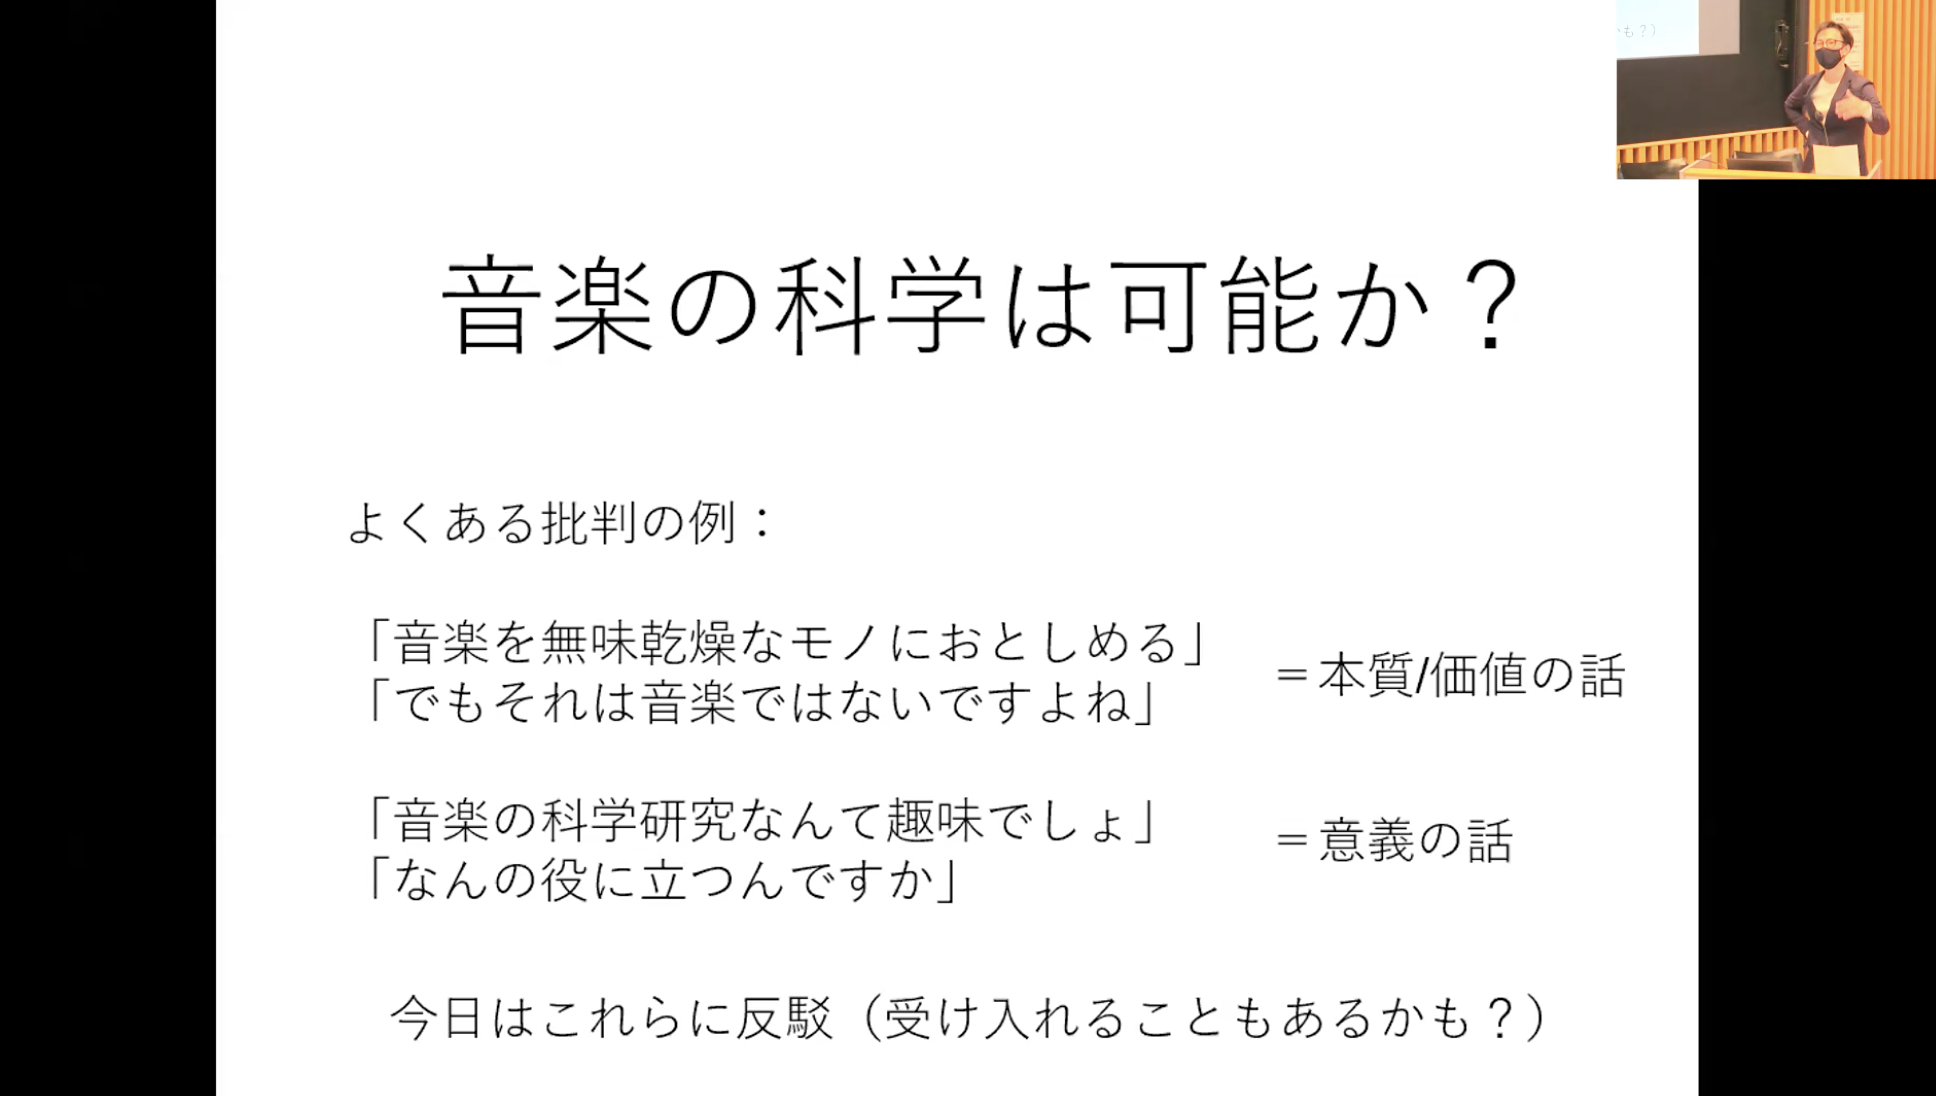 音楽の科学は可能か？
よくある批判の例：
「音楽を無味乾燥なモノにおとしめる」
「でもそれは音楽ではないですよね」
＝本質/価値の話
「音楽の科学研究なんて趣味でしょ」
「なんの役に立つんですか」
＝意義の話
今日はこれらに反駁（受け入れることもあるかも？）
も？）